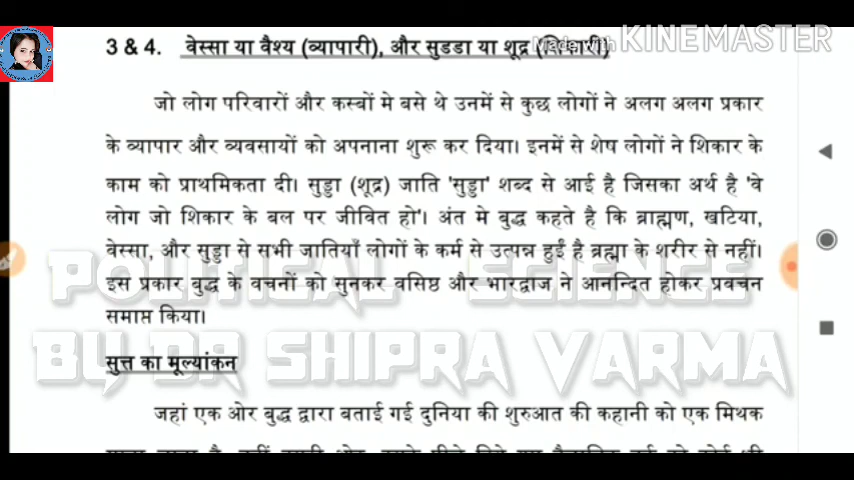 Made with KINEMASTER
3 & 4. वेस्सा या वैश्य (व्यापारी), और सुडडा या शूद्र (शिकारी)
जो लोग परिवारों और कस्बों मे बसे थे उनमें से कुछ लोगों ने अलग अलग प्रकार
के व्यापार और व्यवसायों को अपनाना शुरू कर दिया। इनमें से शेष लोगों ने शिकार के
काम को प्राथमिकता दी। सुड्डा (शूद्र) जाति 'सुड्डा' शब्द से आई है जिसका अर्थ है 'वे
लोग जो शिकार के बल पर जीवित हो'। अंत मे बुद्ध कहते है कि ब्राह्मण, खटिया,
वेस्सा, और सुड्डा से सभी जातियाँ लोगों के कर्म से उत्पन्न हुईं है ब्रह्मा के शरीर से नहीं।
इस प्रकार बुद्ध के वचनों को सुनकर वसिष्ठ और भारद्वाज ने आनन्दित होकर प्रवचन
समाप्त किया।
POLITICAL SCIENCE
BY DR SHIPRA VARMA
सुत्त का मूल्यांकन
जहां एक ओर बुद्ध द्वारा बताई गई दुनिया की शुरुआत की कहानी को एक मिथक